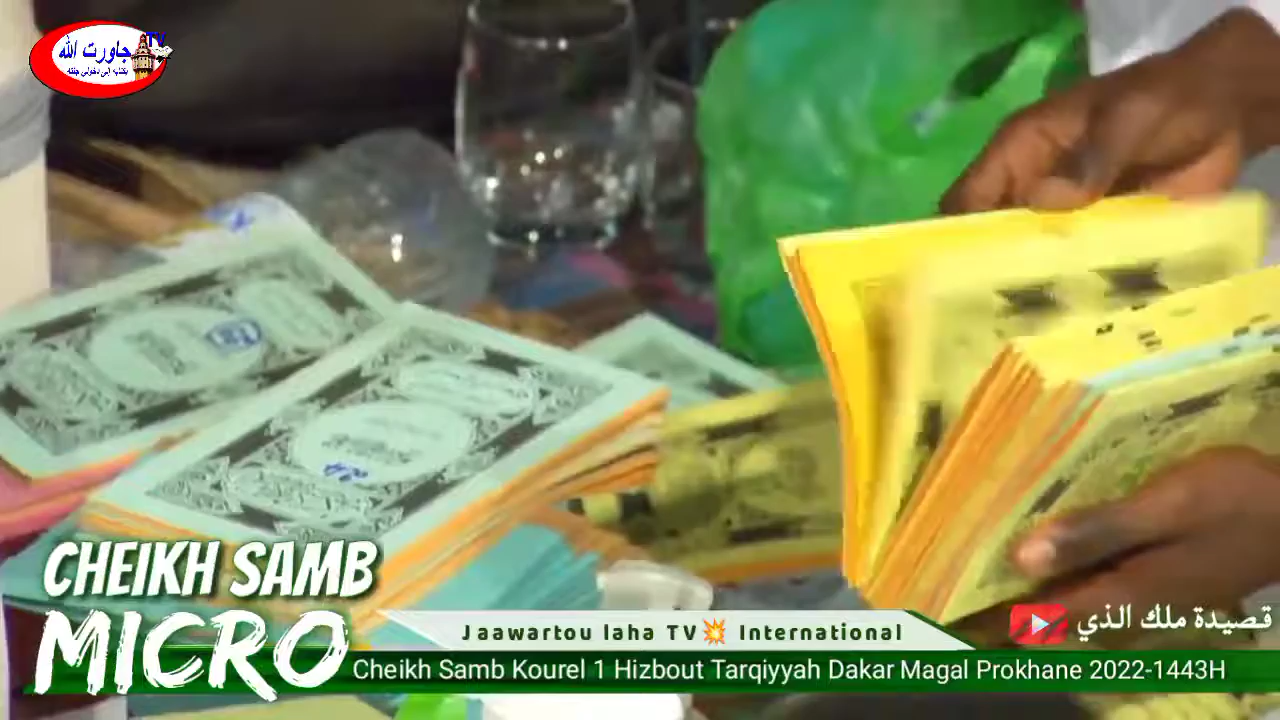 جاورت الله
TV
CHEIKH SAMB
MICRO
Jaawartou laha TV💥 International
قصيدة ملك الذي
Cheikh Samb Kourel 1 Hizbout Tarqiyyah Dakar Magal Prokhane 2022-1443H